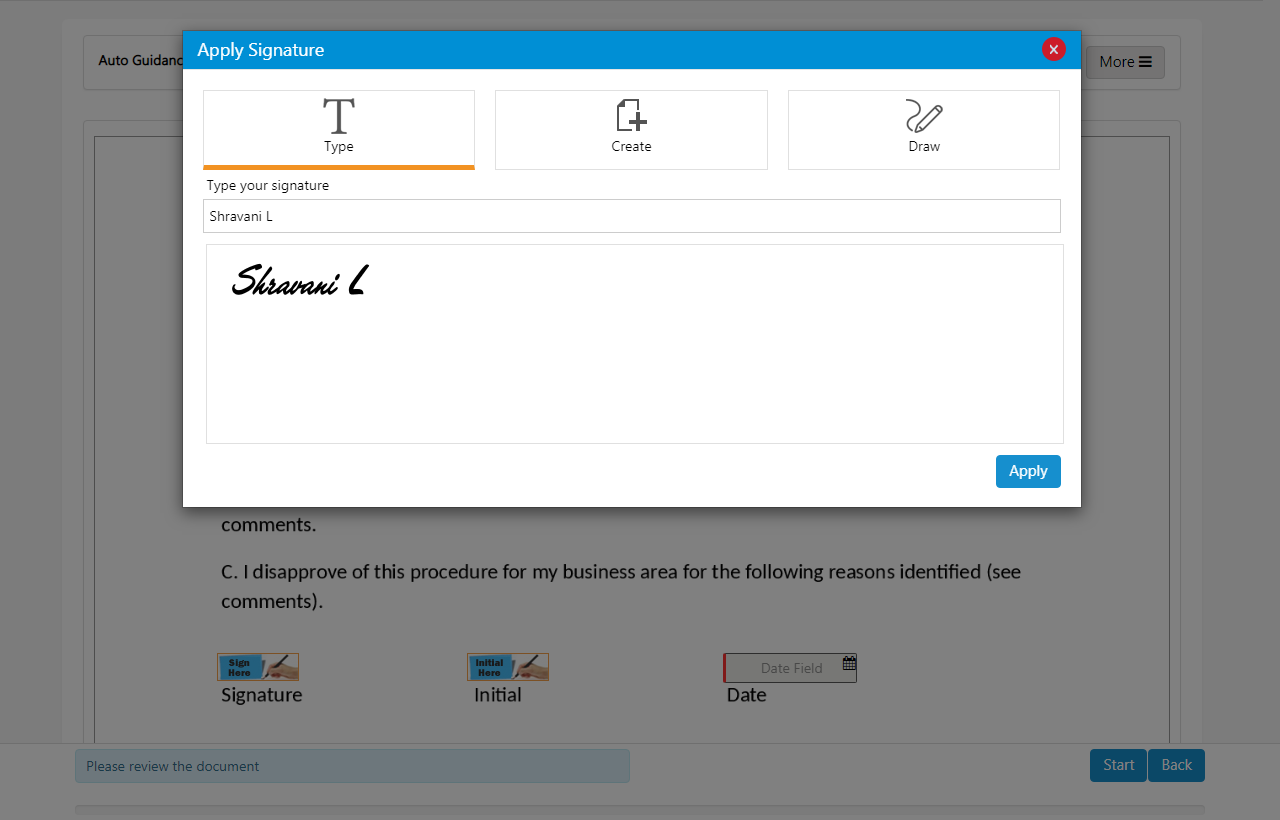 Apply Signature
Auto Guidanc
More
Type
Create
Draw
Type your signature
Shravani L
Shravani L
Apply
comments.
C. I disapprove of this procedure for my business area for the following reasons identified (see
comments).
Sign
Here
Initial
Here
Date Field
Signature
Initial
Date
Please review the document
Start
Back